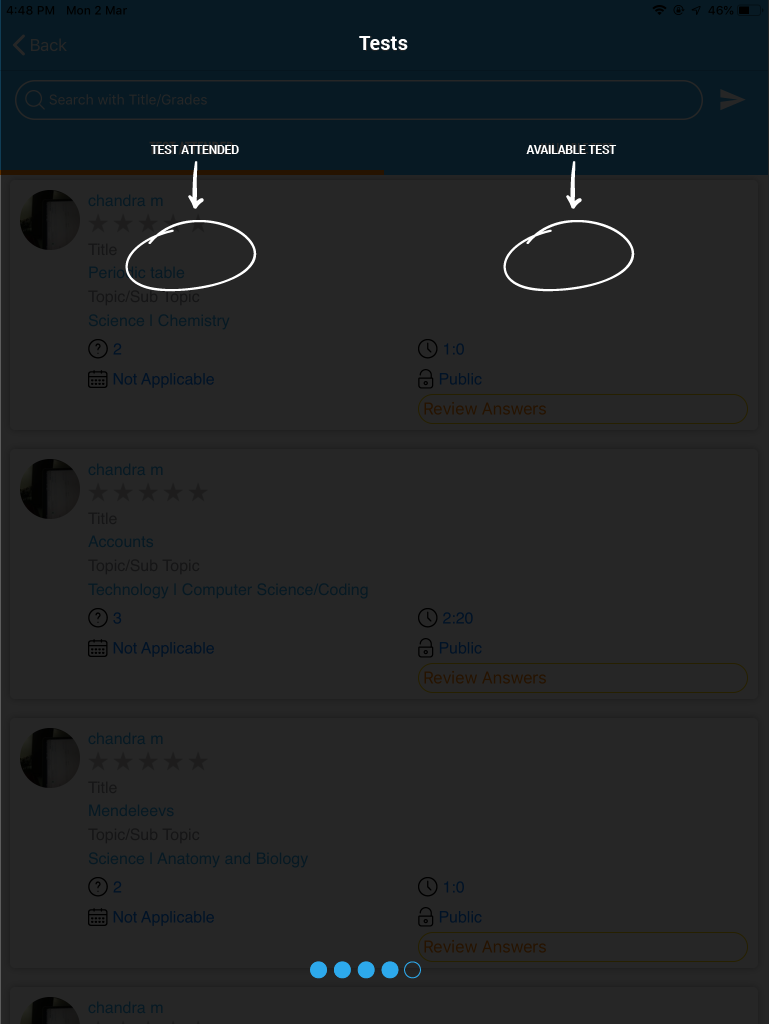 4:48 PM Mon 2 Mar 46%
Back Tests
Search with Title/Grades
TEST ATTENDED AVAILABLE TEST
chandra m
Title
Periodic table
Topic/Sub Topic
Science | Chemistry
2 1:0
Not Applicable Public
Review Answers
chandra m
Title
Accounts
Topic/Sub Topic
Technology | Computer Science/Coding
3 2:20
Not Applicable Public
Review Answers
chandra m
Title
Mendeleevs
Topic/Sub Topic
Science | Anatomy and Biology
2 1:0
Not Applicable Public
Review Answers
chandra m